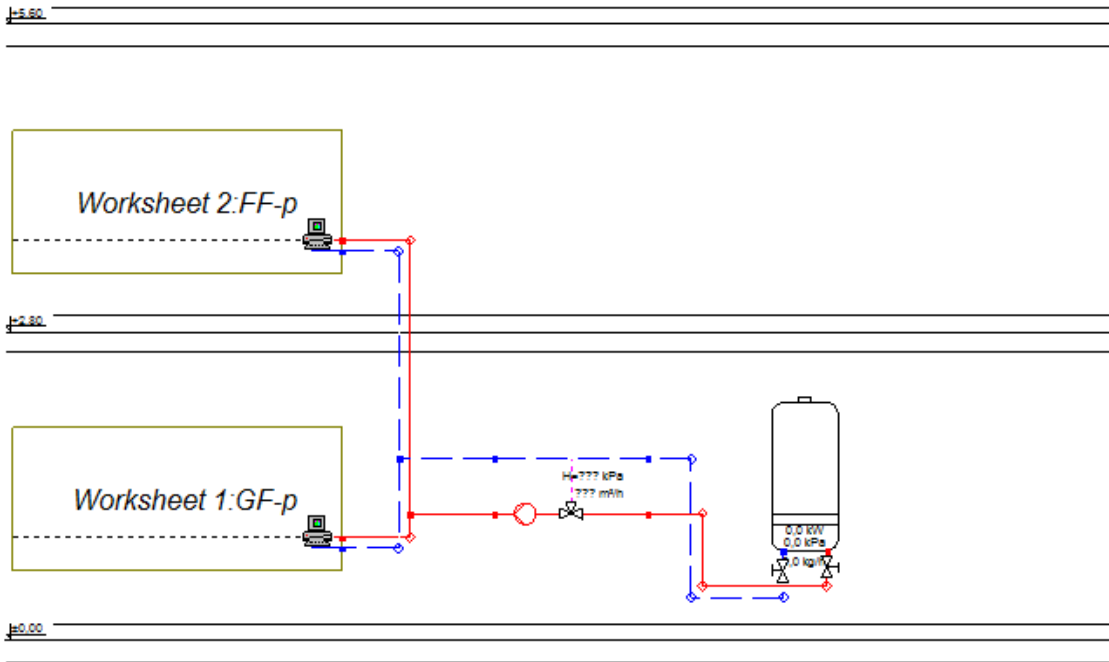 +5.60
Worksheet 2:FF-p
+2.80
Worksheet 1:GF-p
H=??? kPa
??? m³/h
0,0 kW
0,0 kPa
0,0 kg/h
±0.00